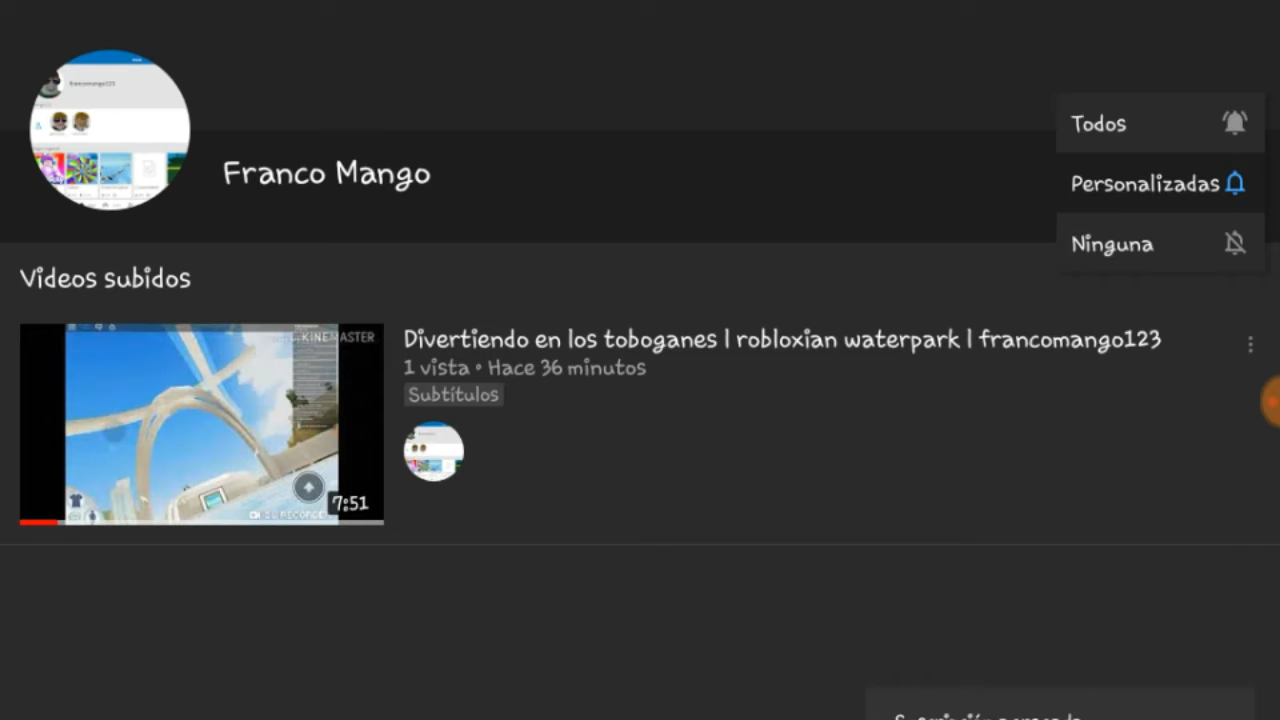 francomango123
Todos
Franco Mango
Personalizadas
Ninguna
Videos subidos
KINEMASTER
Divertiendo en los toboganes | robloxian waterpark | francomango123
1 vista • Hace 36 minutos
Subtítulos
7:51